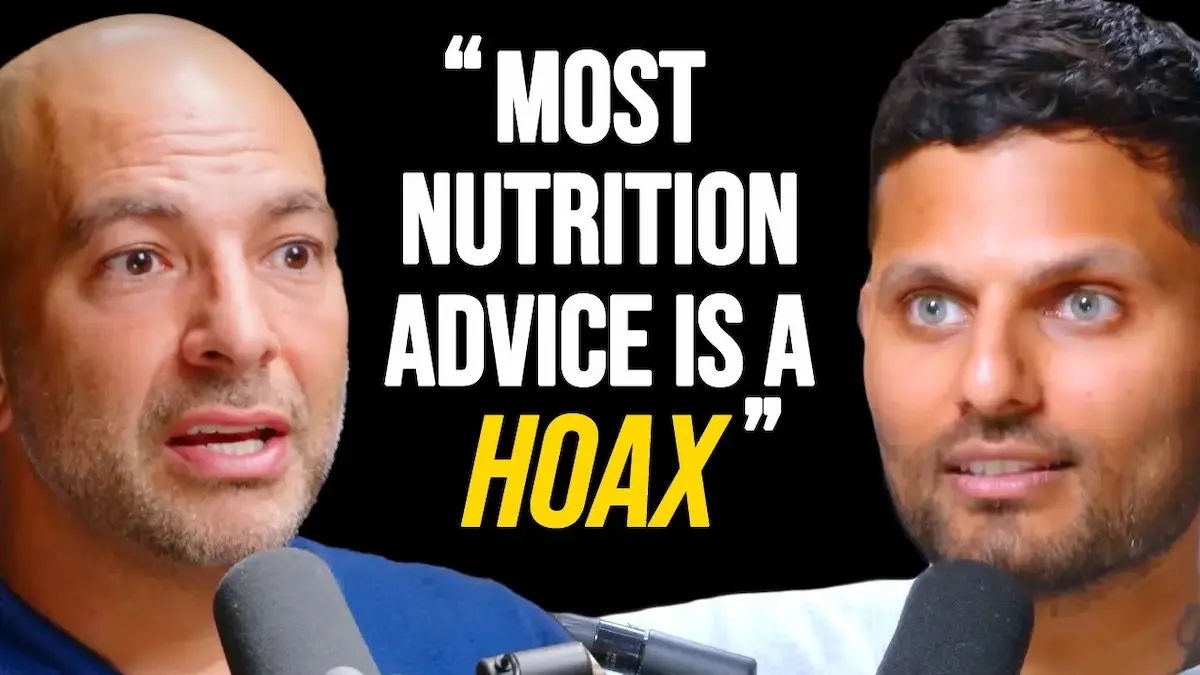 “MOST
NUTRITION
ADVICE IS A
HOAX”